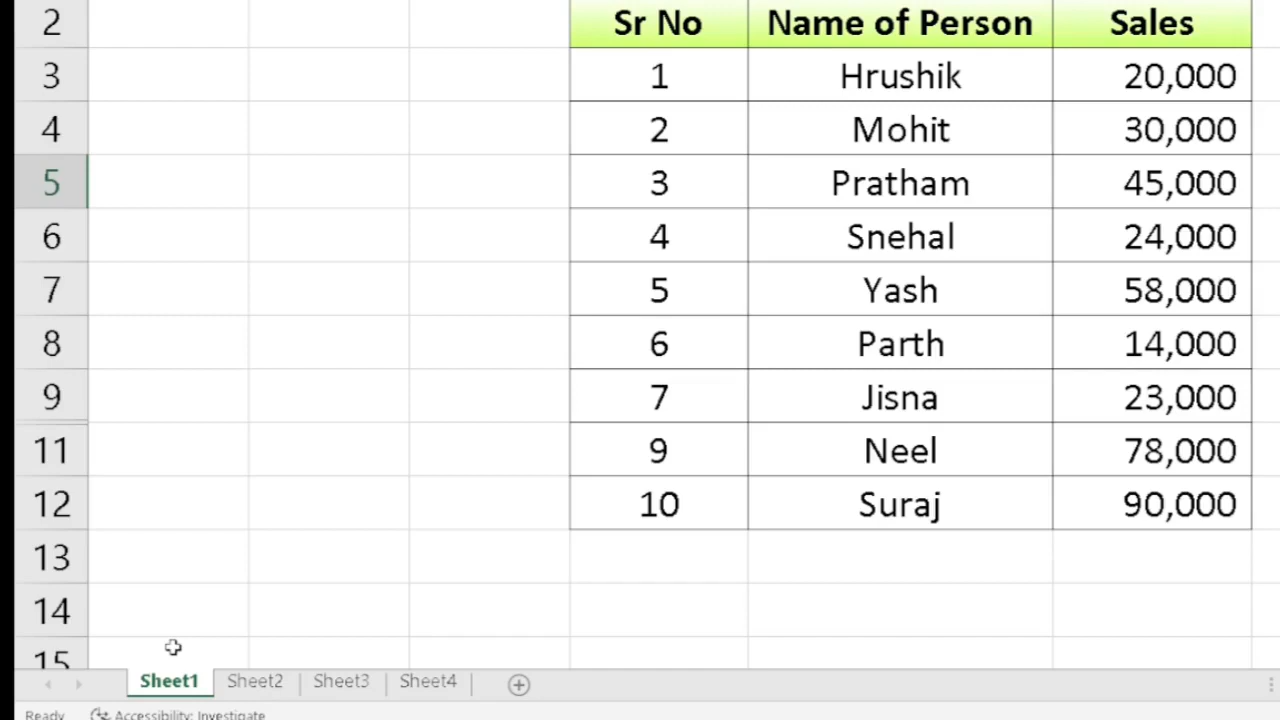 2 Sr No Name of Person Sales
3 1 Hrushik 20,000
4 2 Mohit 30,000
5 3 Pratham 45,000
6 4 Snehal 24,000
7 5 Yash 58,000
8 6 Parth 14,000
9 7 Jisna 23,000
11 9 Neel 78,000
12 10 Suraj 90,000
13
14
15
Sheet1 Sheet2 Sheet3 Sheet4
Ready Accessibility: Investigate